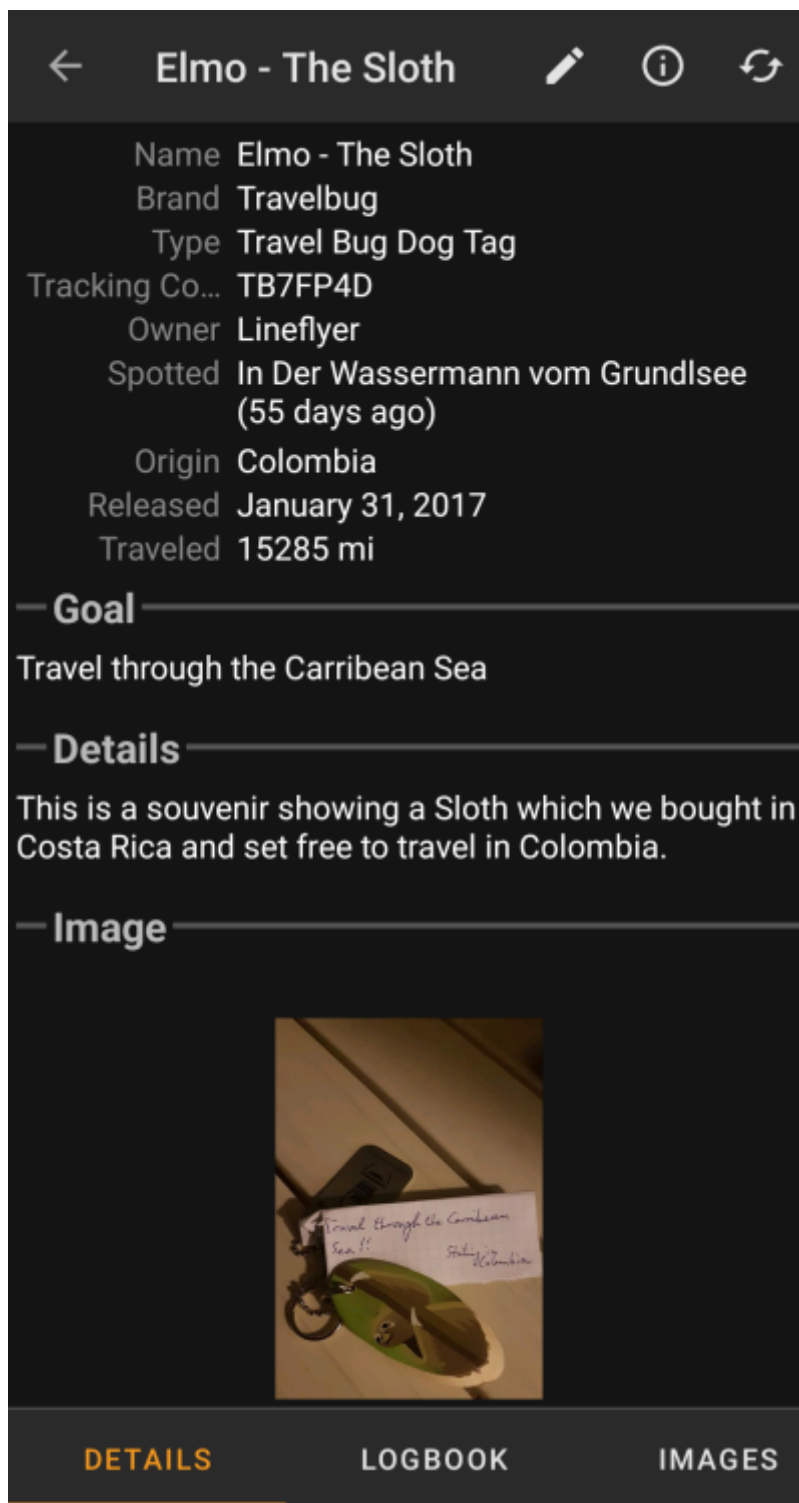 Elmo - The Sloth
Name Elmo - The Sloth
Brand Travelbug
Type Travel Bug Dog Tag
Tracking Co... TB7FP4D
Owner Lineflyer
Spotted In Der Wassermann vom Grundlsee
(55 days ago)
Origin Colombia
Released January 31, 2017
Traveled 15285 mi
Goal
Travel through the Carribean Sea
Details
This is a souvenir showing a Sloth which we bought in
Costa Rica and set free to travel in Colombia.
Image
Travel through the Carribean
Sea !!
in
Colombia
DETAILS LOGBOOK IMAGES